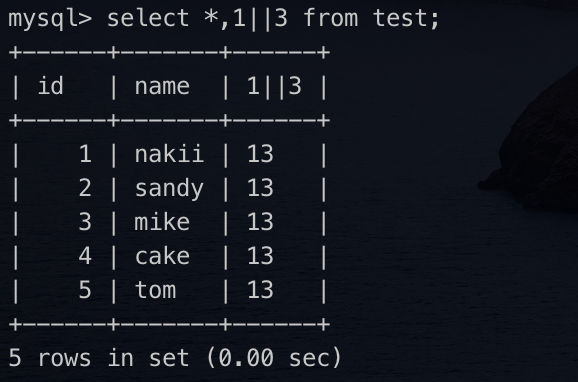 mysql> select *,1||3 from test;
+------+-------+------+
| id   | name  | 1||3 |
+------+-------+------+
|    1 | nakii | 13   |
|    2 | sandy | 13   |
|    3 | mike  | 13   |
|    4 | cake  | 13   |
|    5 | tom   | 13   |
+------+-------+------+
5 rows in set (0.00 sec)